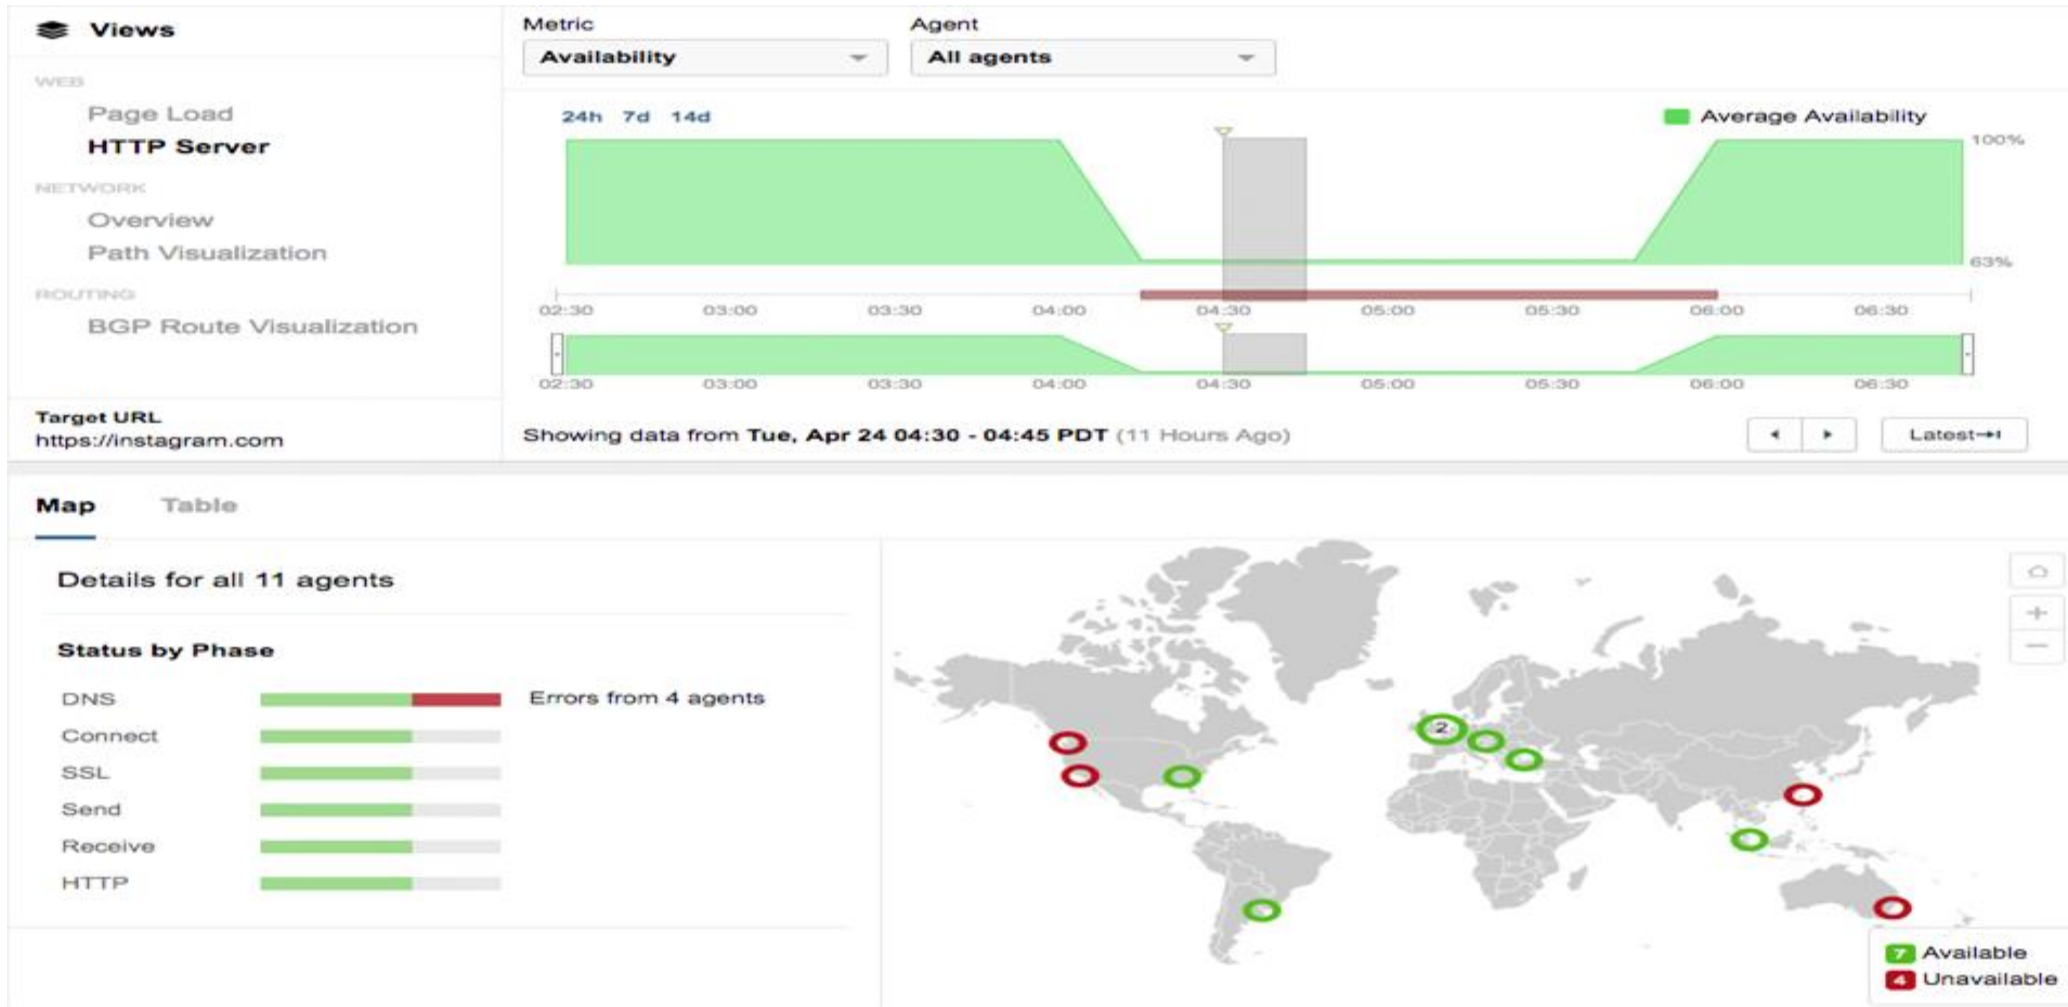 Views
WEB
Page Load
HTTP Server
NETWORK
Overview
Path Visualization
ROUTING
BGP Route Visualization
Target URL
https://instagram.com
Metric
Agent
Availability
All agents
24h 7d 14d
Average Availability
100%
63%
02:30 03:00 03:30 04:00 04:30 05:00 05:30 06:00 06:30
02:30 03:00 03:30 04:00 04:30 05:00 05:30 06:00 06:30
Showing data from Tue, Apr 24 04:30 - 04:45 PDT (11 Hours Ago)
Latest
Map Table
Details for all 11 agents
Status by Phase
DNS Errors from 4 agents
Connect
SSL
Send
Receive
HTTP
2
7 Available
4 Unavailable